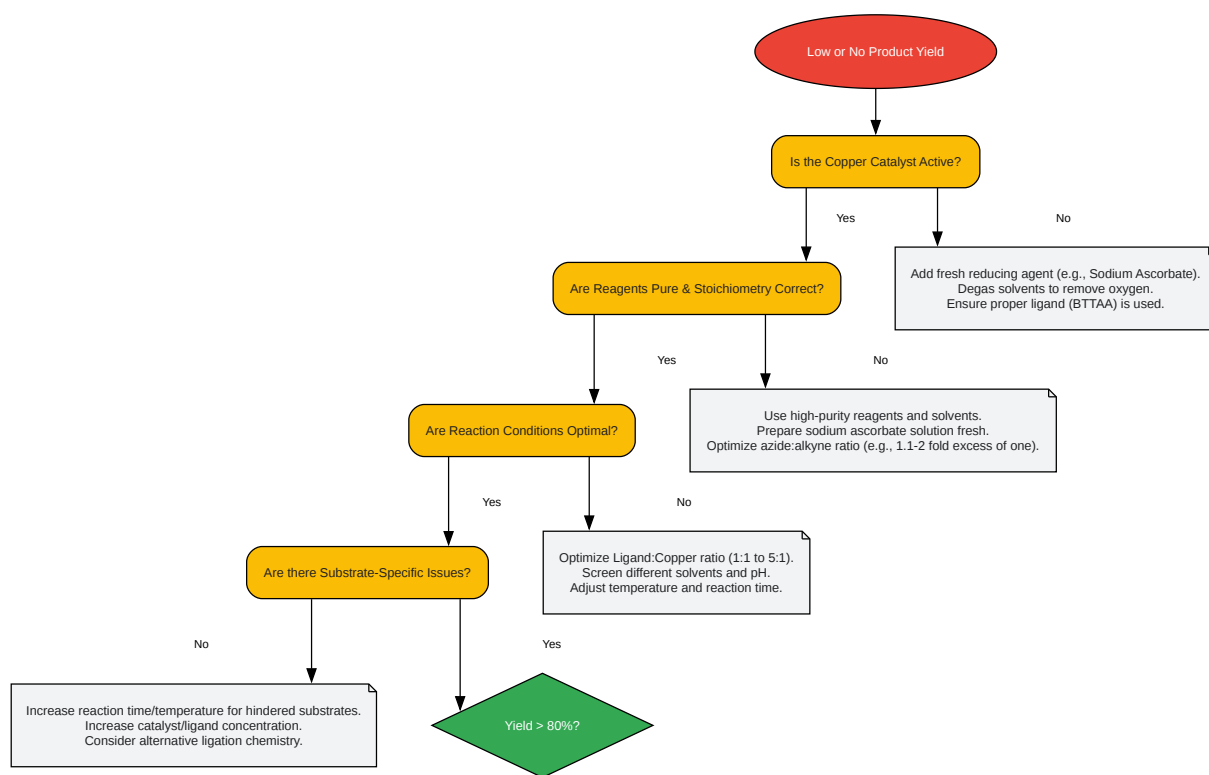 Low or No Product Yield
Is the Copper Catalyst Active?
Yes
No
Add fresh reducing agent (e.g., Sodium Ascorbate).
Degas solvents to remove oxygen.
Ensure proper ligand (BTTAA) is used.
Are Reagents Pure & Stoichiometry Correct?
Yes
No
Use high-purity reagents and solvents.
Prepare sodium ascorbate solution fresh.
Optimize azide:alkyne ratio (e.g., 1.1-2 fold excess of one).
Are Reaction Conditions Optimal?
Yes
No
Optimize Ligand:Copper ratio (1:1 to 5:1).
Screen different solvents and pH.
Adjust temperature and reaction time.
Are there Substrate-Specific Issues?
No
Yes
Increase reaction time/temperature for hindered substrates.
Increase catalyst/ligand concentration.
Consider alternative ligation chemistry.
Yield > 80%?